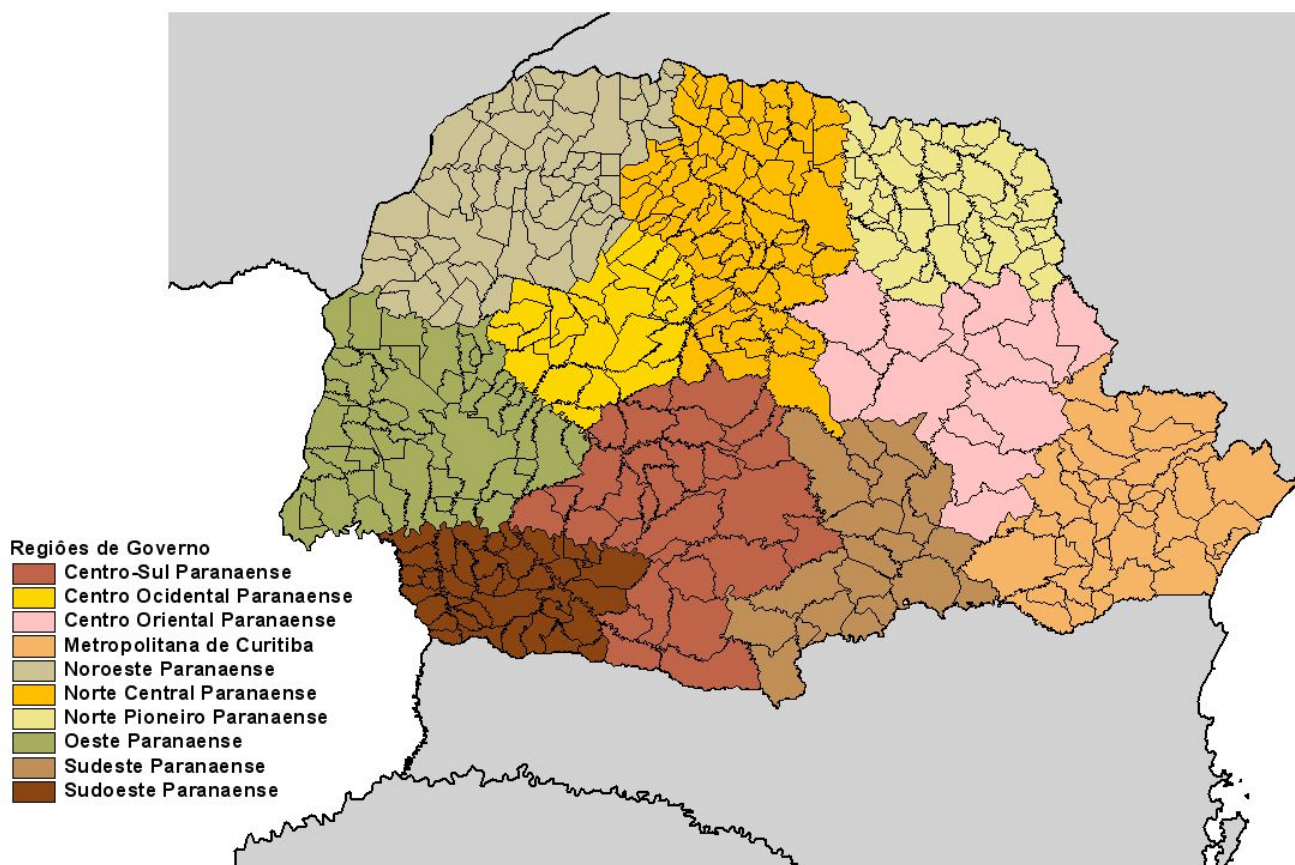 Regiôes de Governo
Centro-Sul Paranaense
Centro Ocidental Paranaense
Centro Oriental Paranaense
Metropolitana de Curitiba
Noroeste Paranaense
Norte Central Paranaense
Norte Pioneiro Paranaense
Oeste Paranaense
Sudeste Paranaense
Sudoeste Paranaense